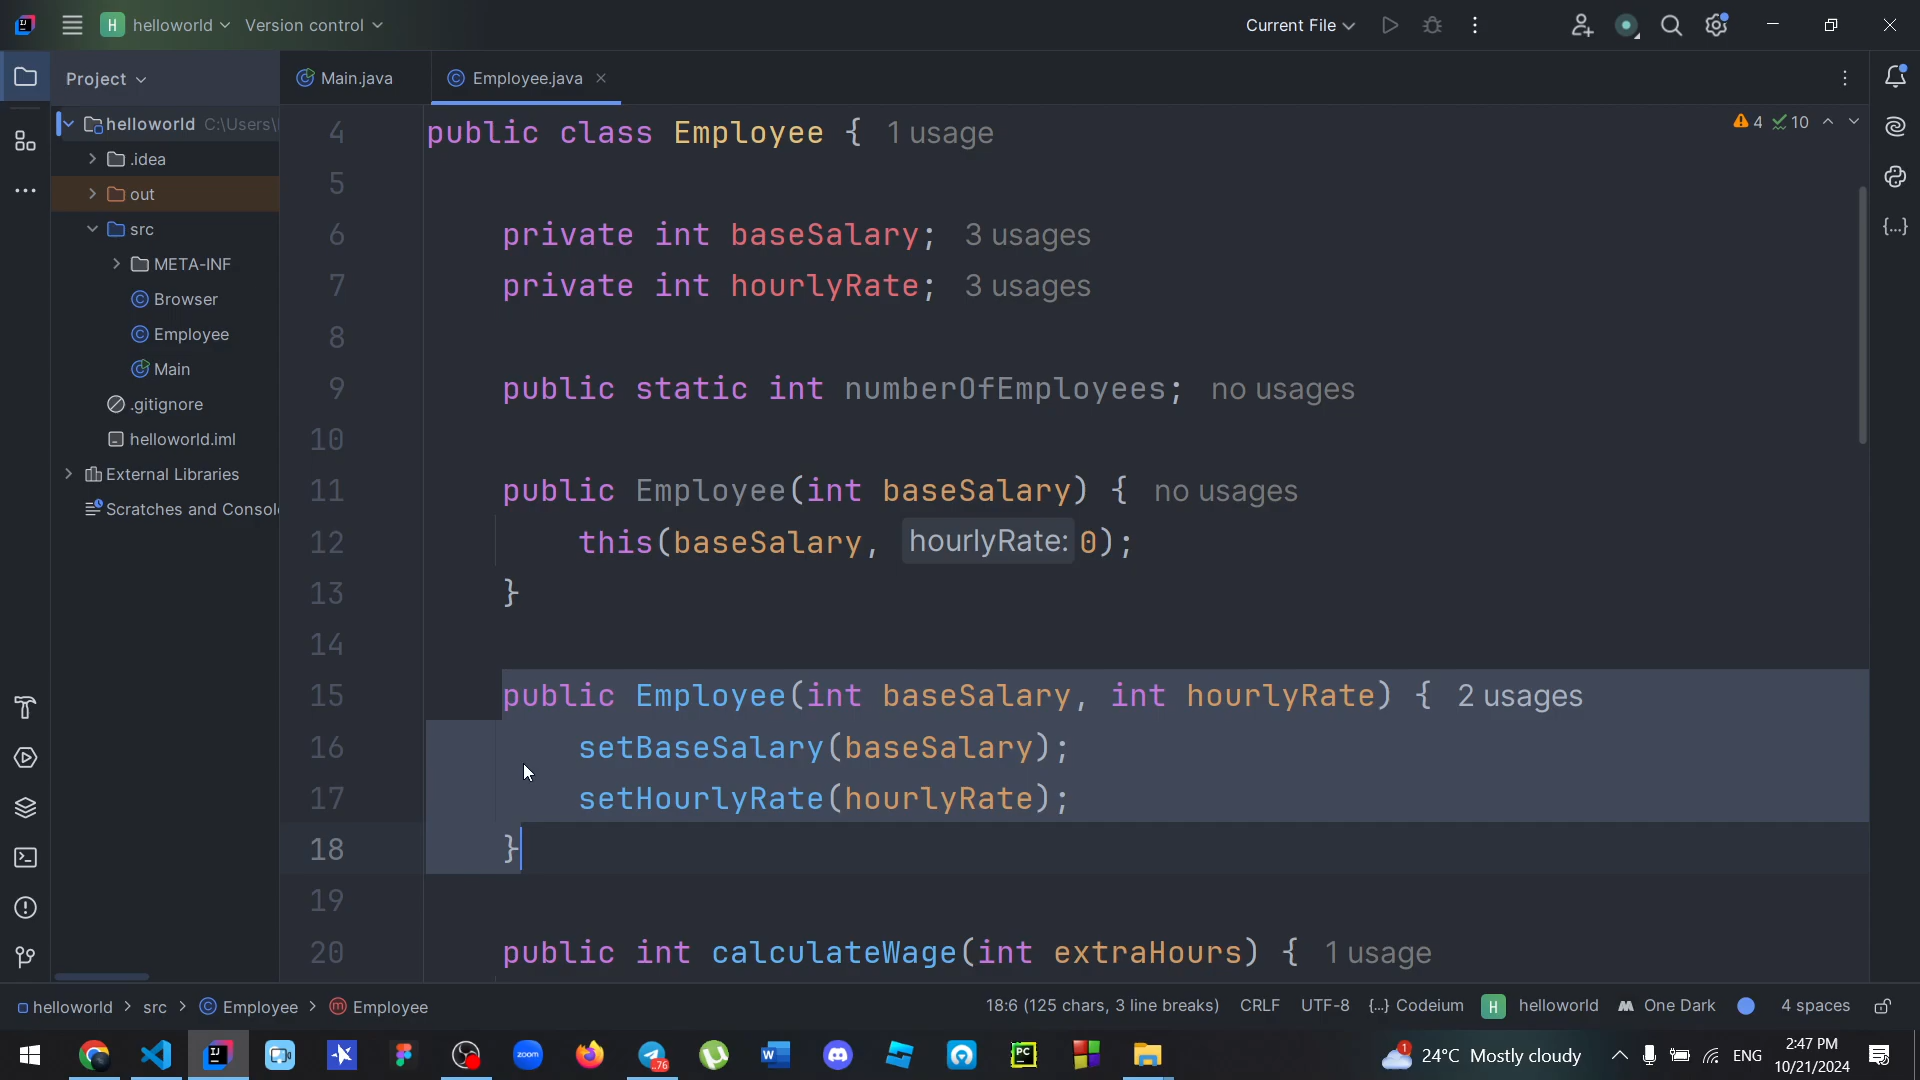 H helloworld Version control Current File
Project
Main.java Employee.java
helloworld C:\Users\
.idea
out
src
META-INF
Browser
Employee
Main
.gitignore
helloworld.iml
External Libraries
Scratches and Consol
4 10
4 public class Employee { 1 usage
5
6 private int baseSalary; 3 usages
7 private int hourlyRate; 3 usages
8
9 public static int numberOfEmployees; no usages
10
11 public Employee(int baseSalary) { no usages
12 this(baseSalary, hourlyRate: 0);
13 }
14
15 public Employee(int baseSalary, int hourlyRate) { 2 usages
16 setBaseSalary(baseSalary);
17 setHourlyRate(hourlyRate);
18 }
19
20 public int calculateWage(int extraHours) { 1 usage
helloworld > src > Employee > Employee 18:6 (125 chars, 3 line breaks) CRLF UTF-8 {...} Codeium H helloworld One Dark 4 spaces
zoom 76 W PC 1 24°C Mostly cloudy ENG 2:47 PM
10/21/2024